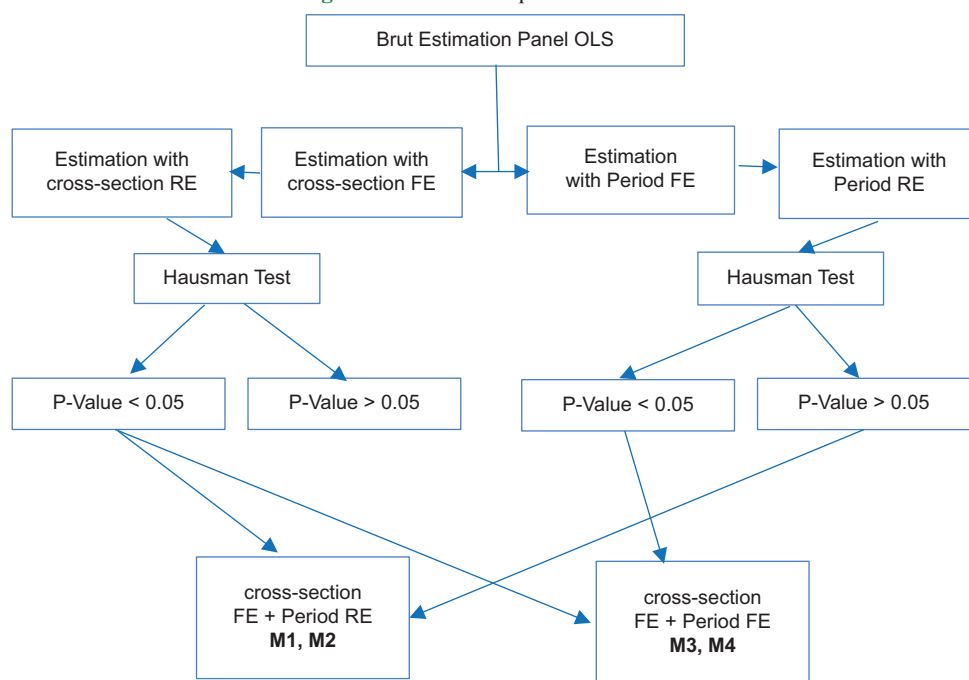 Brut Estimation Panel OLS
Estimation with
cross-section RE
Estimation with
cross-section FE
Estimation
with Period FE
Estimation with
Period RE
Hausman Test
Hausman Test
P-Value < 0.05
P-Value > 0.05
P-Value < 0.05
P-Value > 0.05
cross-section
FE + Period RE
M1, M2
cross-section
FE + Period FE
M3, M4